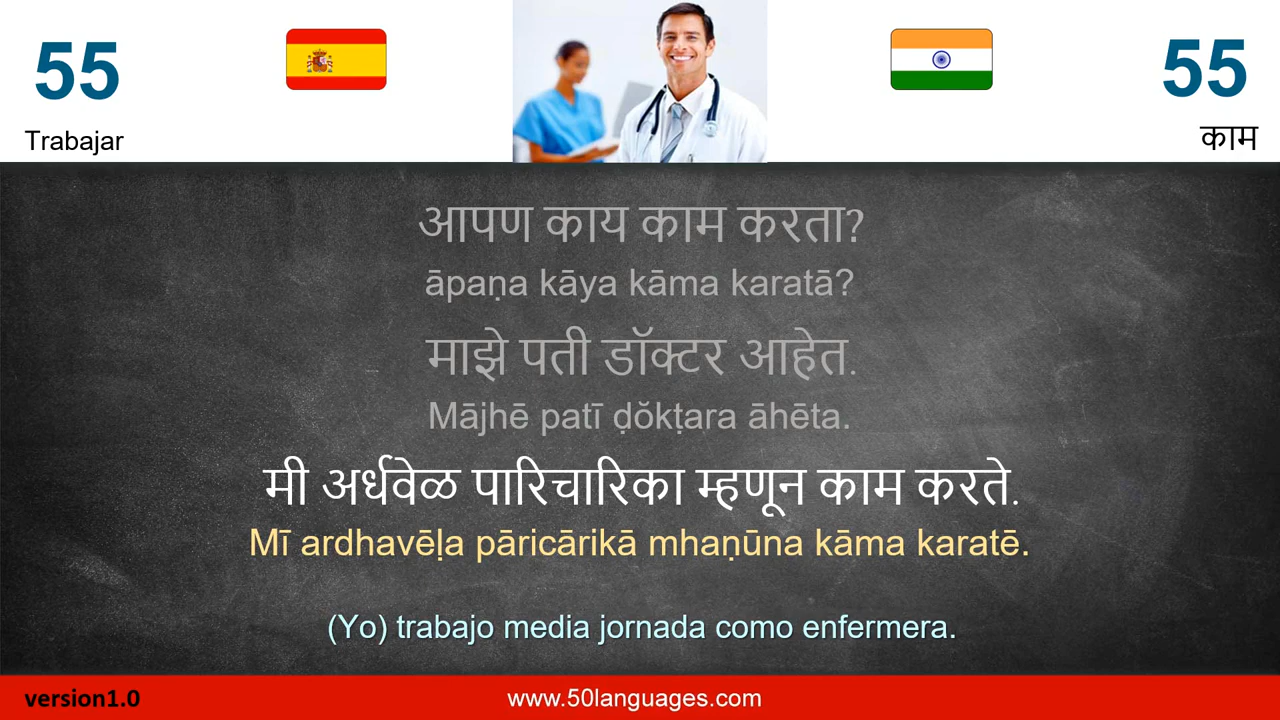 55
55
Trabajar
काम
आपण काय काम करता?
āpaṇa kāya kāma karatā?
माझे पती डॉक्टर आहेत.
Mājhē patī ḍŏkṭara āhēta.
मी अर्धवेळ पारिचारिका म्हणून काम करते.
Mī ardhavēḷa pāricārikā mhaṇūna kāma karatē.
(Yo) trabajo media jornada como enfermera.
version1.0
www.50languages.com